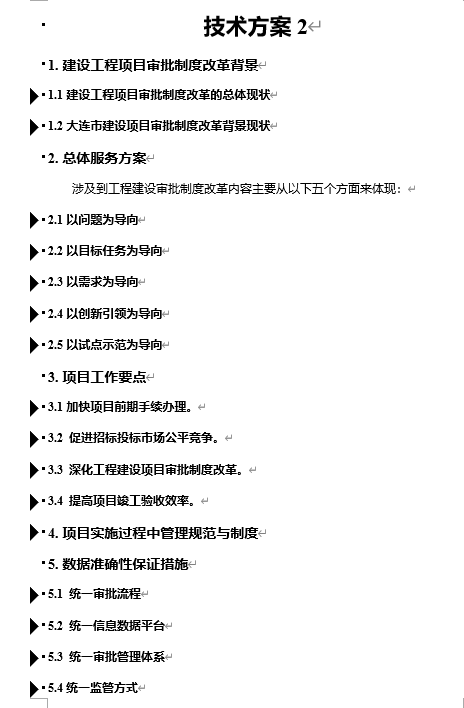 技术方案 2
1. 建设工程项目审批制度改革背景
1.1 建设工程项目审批制度改革的总体现状
1.2 大连市建设项目审批制度改革背景现状
2. 总体服务方案
涉及到工程建设审批制度改革内容主要从以下五个方面来体现：
2.1 以问题为导向
2.2 以目标任务为导向
2.3 以需求为导向
2.4 以创新引领为导向
2.5 以试点示范为导向
3. 项目工作要点
3.1 加快项目前期手续办理。
3.2 促进招标投标市场公平竞争。
3.3 深化工程建设项目审批制度改革。
3.4 提高项目竣工验收效率。
4. 项目实施过程中管理规范与制度
5. 数据准确性保证措施
5.1 统一审批流程
5.2 统一信息数据平台
5.3 统一审批管理体系
5.4 统一监管方式